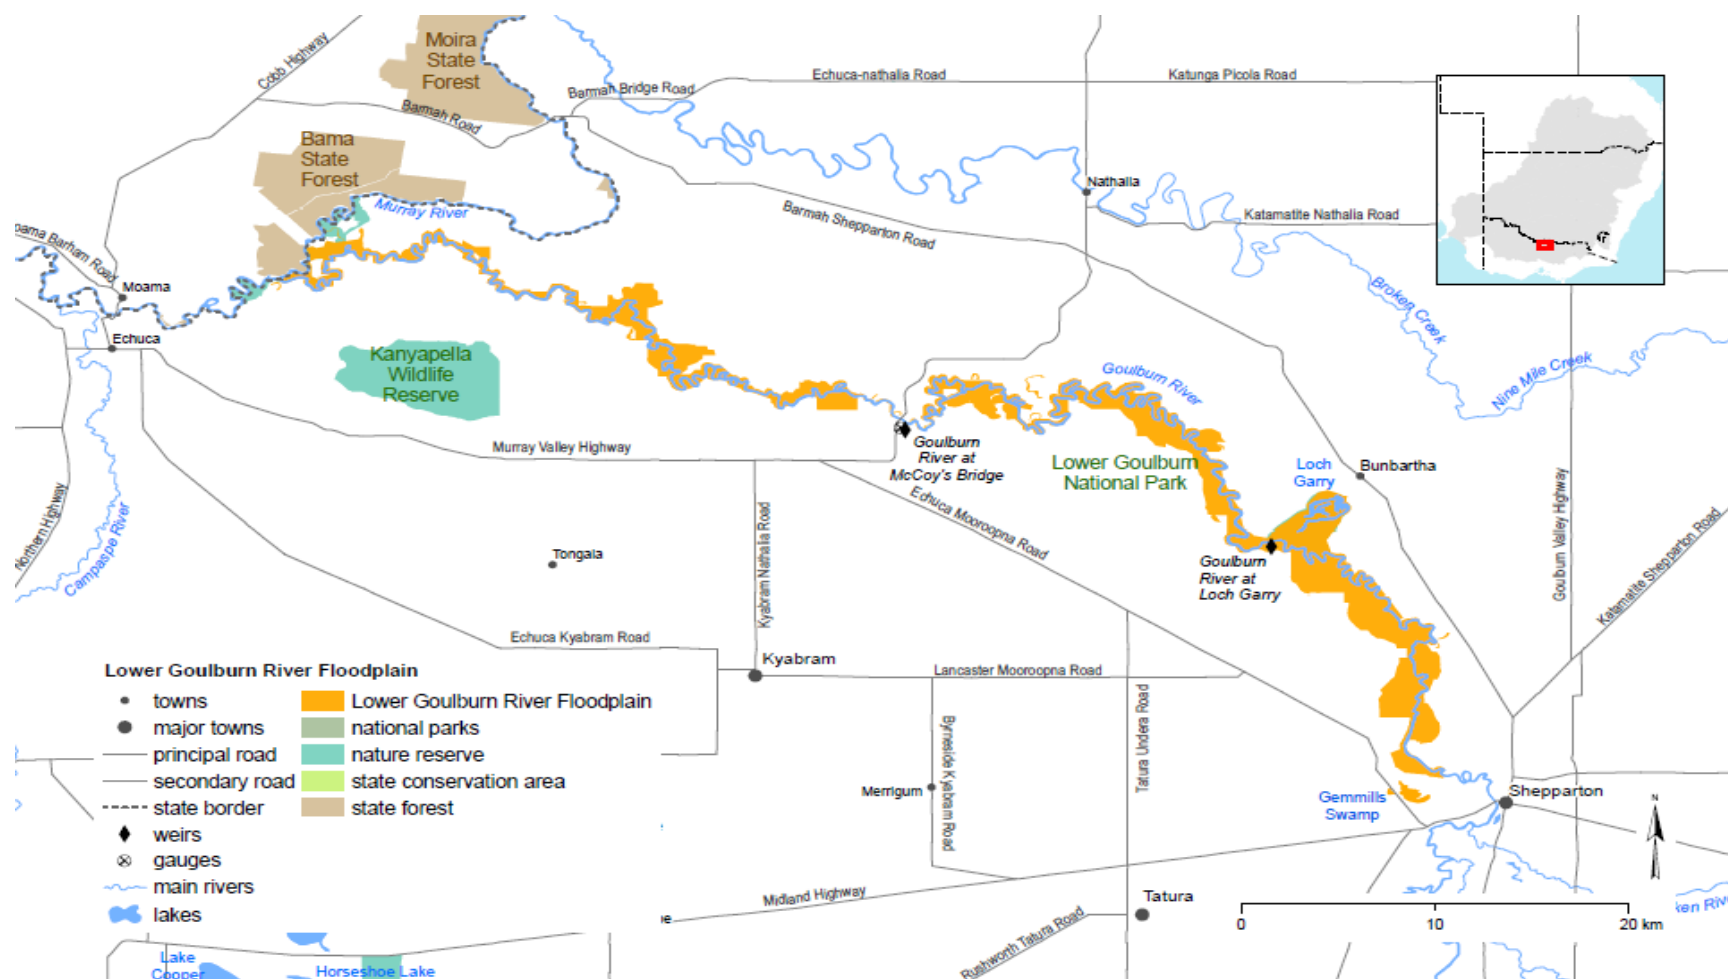 Moira
State
Forest
Cobb Highway
Barmah Bridge Road
Echuca-nathalia Road
Katunga Picola Road
Barmah Road
Bama
State
Forest
Murray River
Nathalia
Barmah Shepparton Road
Katamatite Nathalia Road
Barham Road
Moama
Echuca
Broken Creek
Nine Mile Creek
Kanyapella
Wildlife
Reserve
Goulburn River
Murray Valley Highway
Goulburn
River at
McCoy's Bridge
Lower Goulburn
National Park
Loch
Garry
Bunbartha
Echuca Mooroopna Road
Northern Highway
Campaspe River
Tongala
Kyabram Nathalia Road
Goulburn
River at
Loch Garry
Goulburn Valley Highway
Katamatite Shepparton Road
Echuca Kyabram Road
Kyabram
Lancaster Mooroopna Road
Lower Goulburn River Floodplain
towns
major towns
principal road
secondary road
state border
weirs
gauges
main rivers
lakes
Lower Goulburn River Floodplain
national parks
nature reserve
state conservation area
state forest
Byrneside Kyabram Road
Tatura Undera Road
Merrigum
Gemmills
Swamp
Shepparton
N
Midland Highway
Tatura
Rushworth Tatura Road
0 10 20 km
Lake
Cooper
Horseshoe Lake